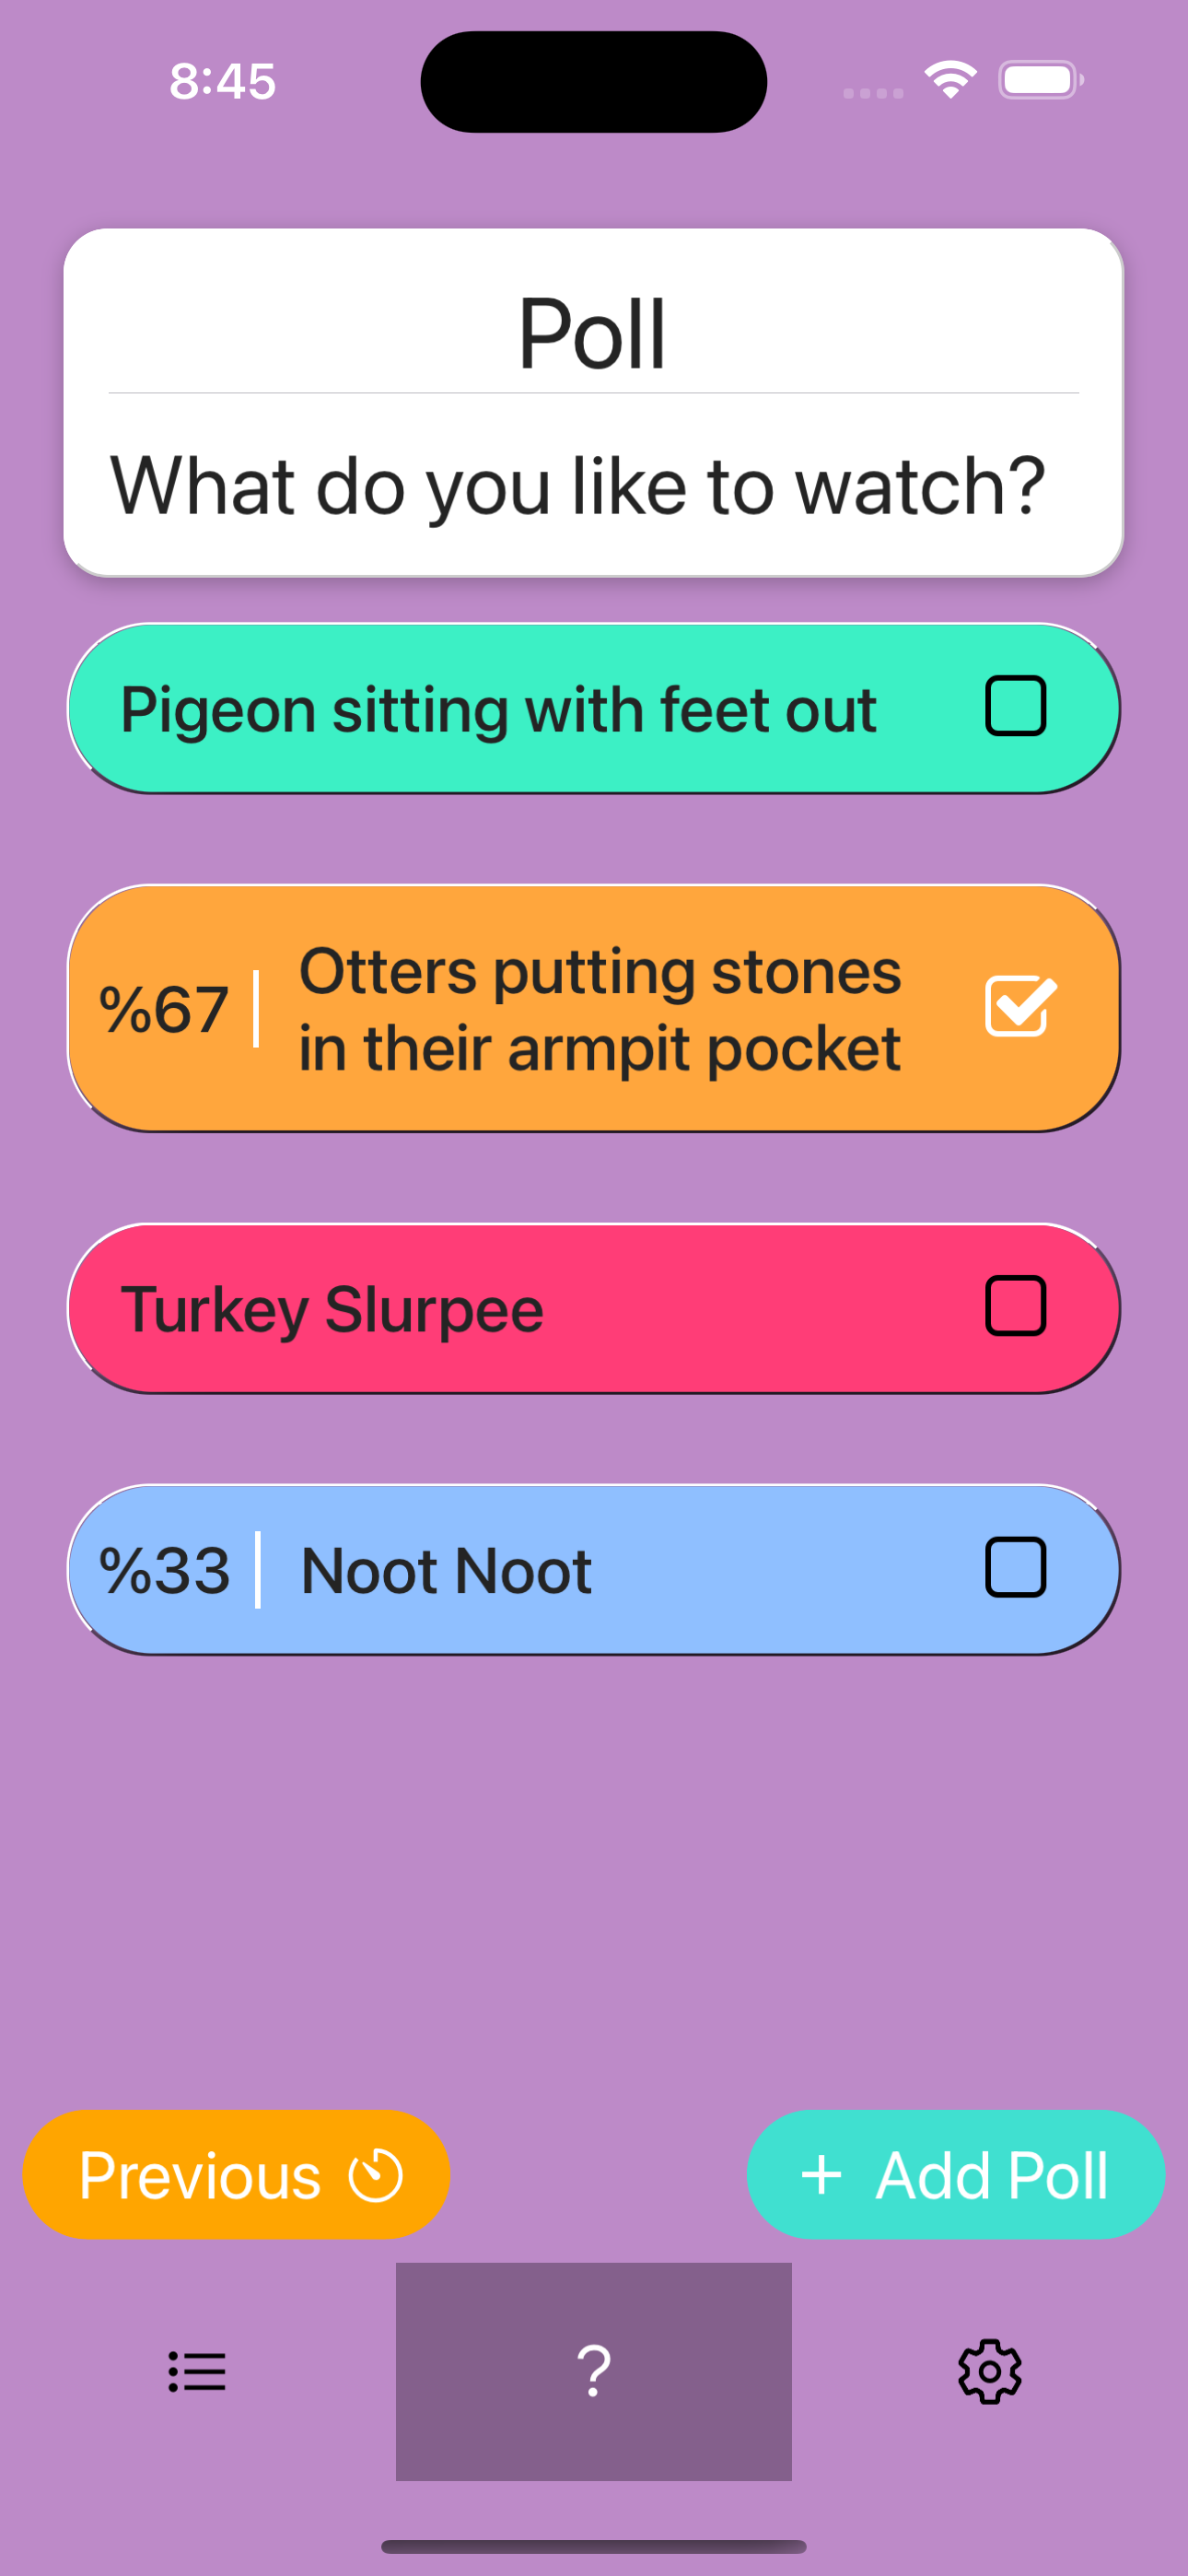 8:45
Poll
What do you like to watch?
Pigeon sitting with feet out
%67
Otters putting stones
in their armpit pocket
Turkey Slurpee
%33
Noot Noot
Previous
+ Add Poll
?